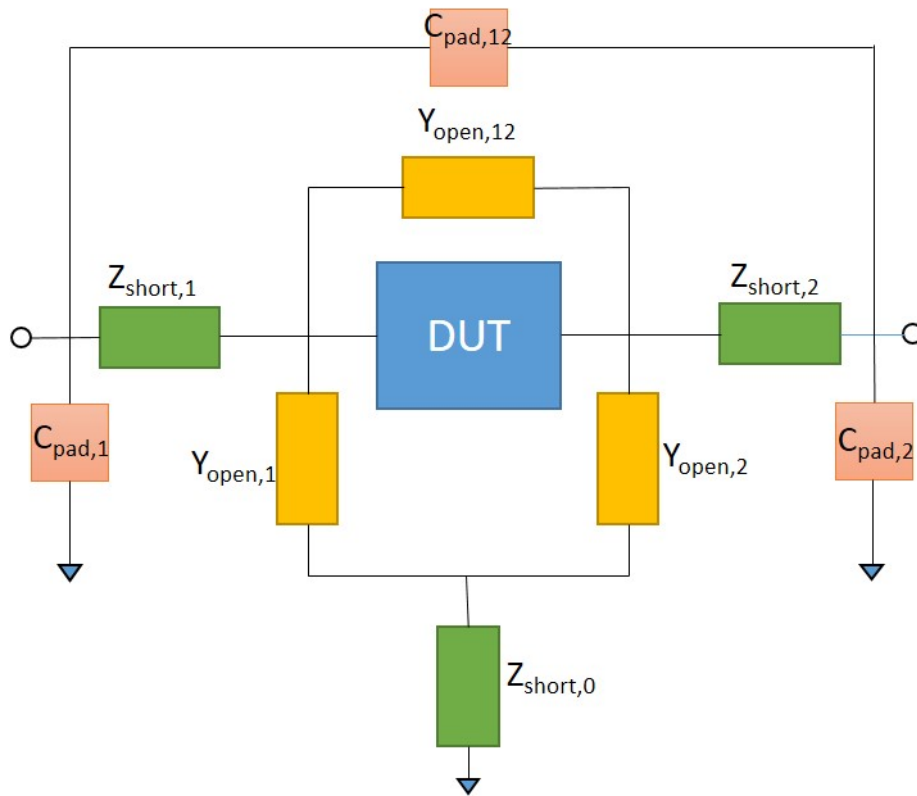 C_pad,12
Y_open,12
Z_short,1
Z_short,2
DUT
C_pad,1
Y_open,1
Y_open,2
C_pad,2
Z_short,0